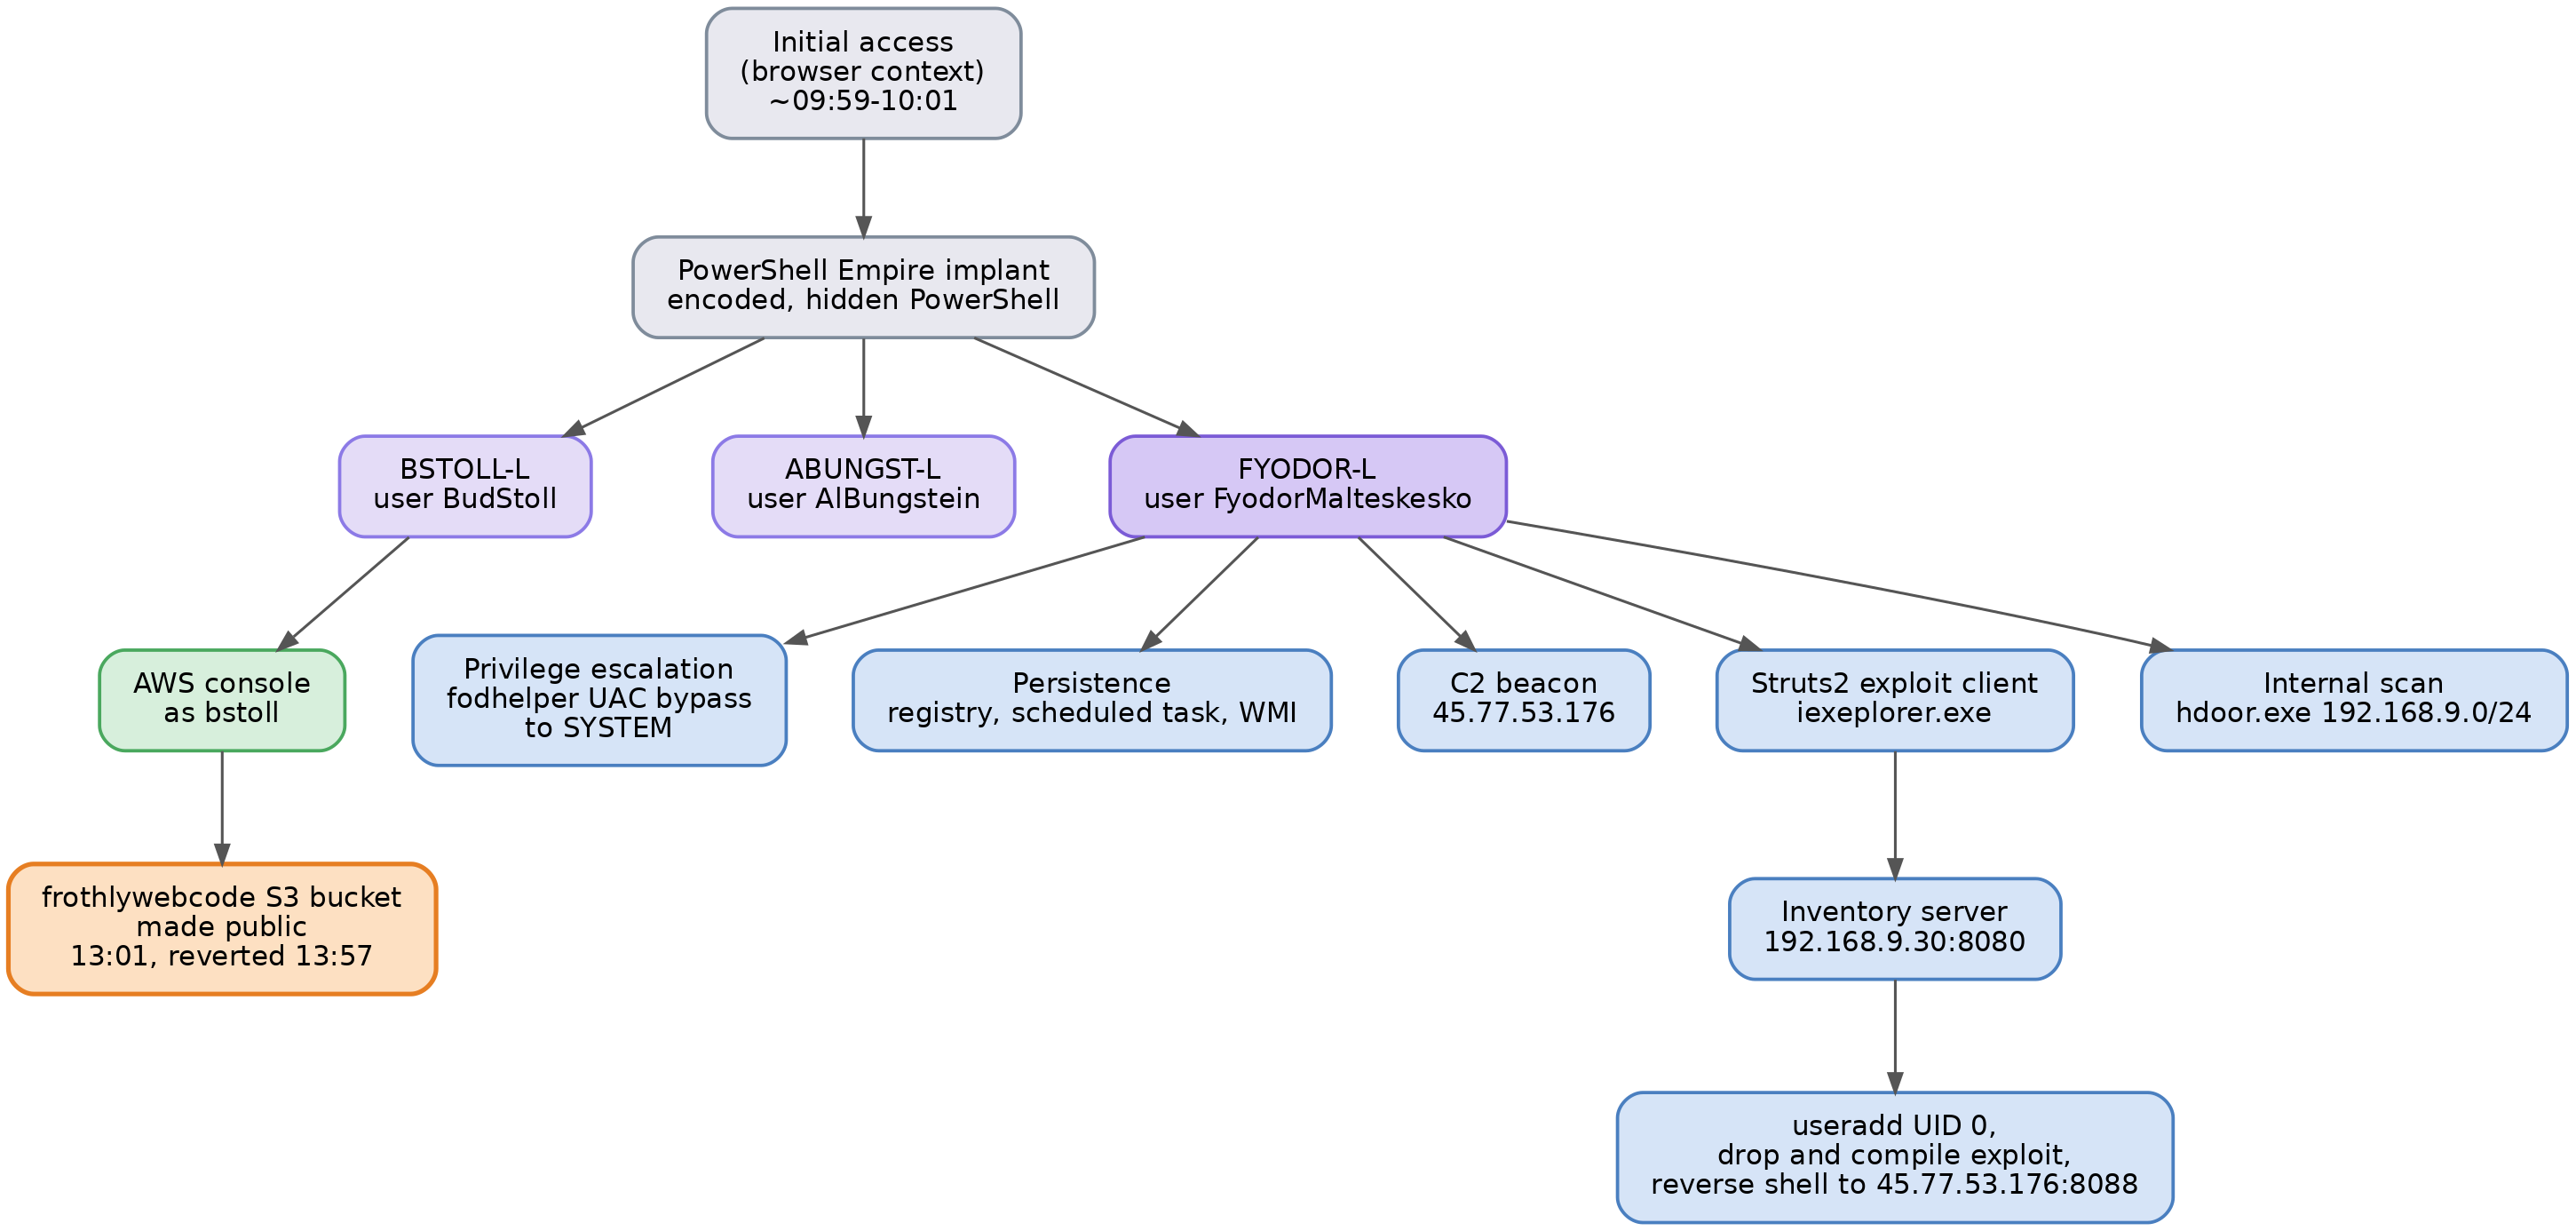 Initial access
(browser context)
~09:59-10:01
PowerShell Empire implant
encoded, hidden PowerShell
BSTOLL-L
user BudStoll
ABUNGST-L
user AlBungstein
FYODOR-L
user FyodorMalteskesko
AWS console
as bstoll
Privilege escalation
fodhelper UAC bypass
to SYSTEM
Persistence
registry, scheduled task, WMI
C2 beacon
45.77.53.176
Struts2 exploit client
iexeplorer.exe
Internal scan
hdoor.exe 192.168.9.0/24
frothlywebcode S3 bucket
made public
13:01, reverted 13:57
Inventory server
192.168.9.30:8080
useradd UID 0,
drop and compile exploit,
reverse shell to 45.77.53.176:8088